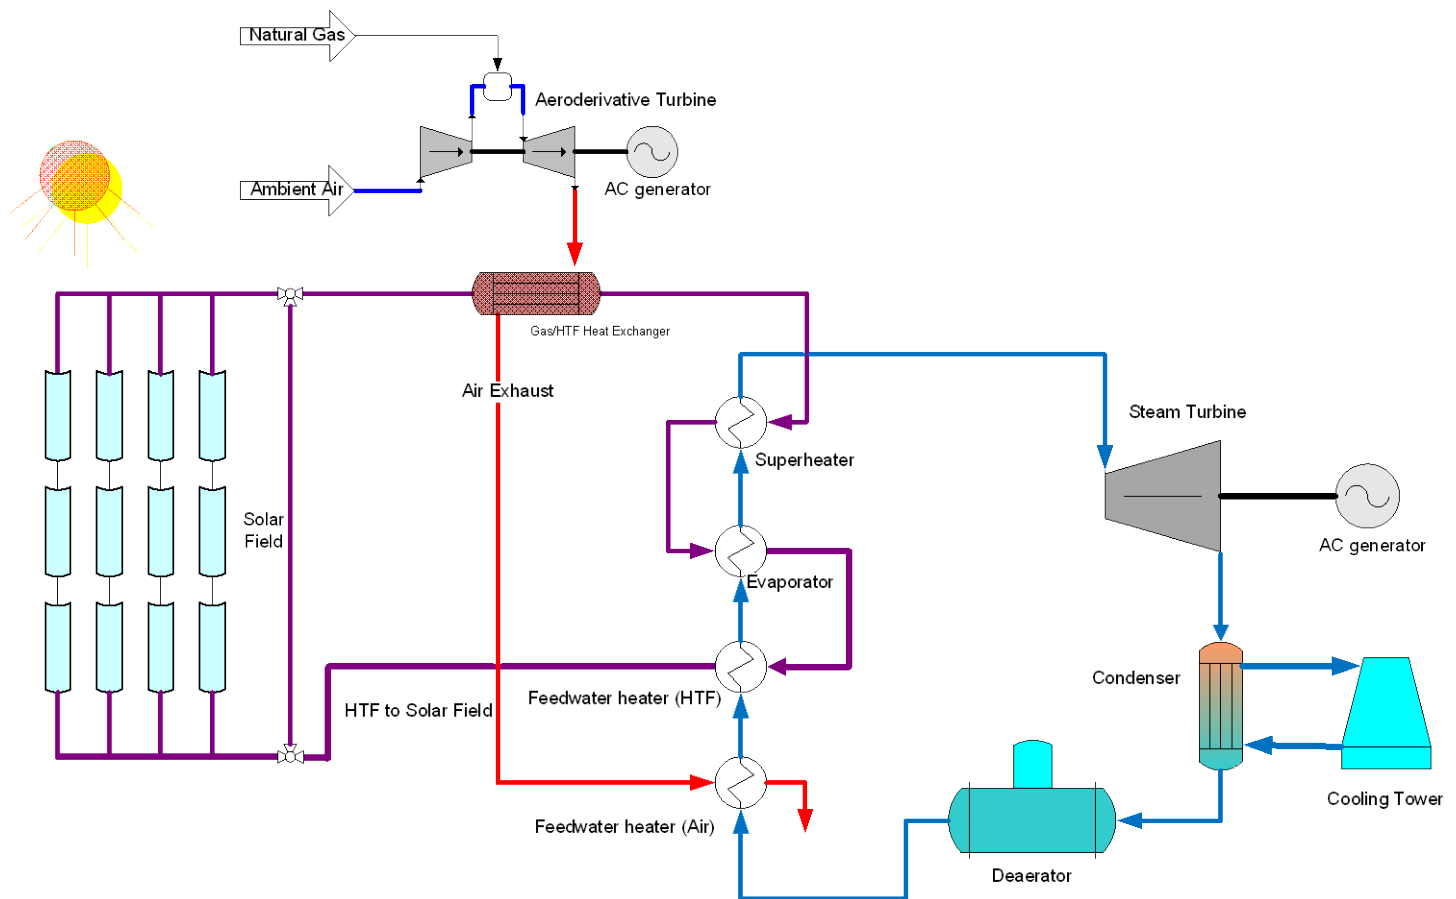 Natural Gas
Aeroderivative Turbine
Ambient Air
AC generator
Gas/HTF Heat Exchanger
Air Exhaust
Steam Turbine
Superheater
Solar
Field
AC generator
Evaporator
Condenser
Feedwater heater (HTF)
HTF to Solar Field
Cooling Tower
Feedwater heater (Air)
Deaerator